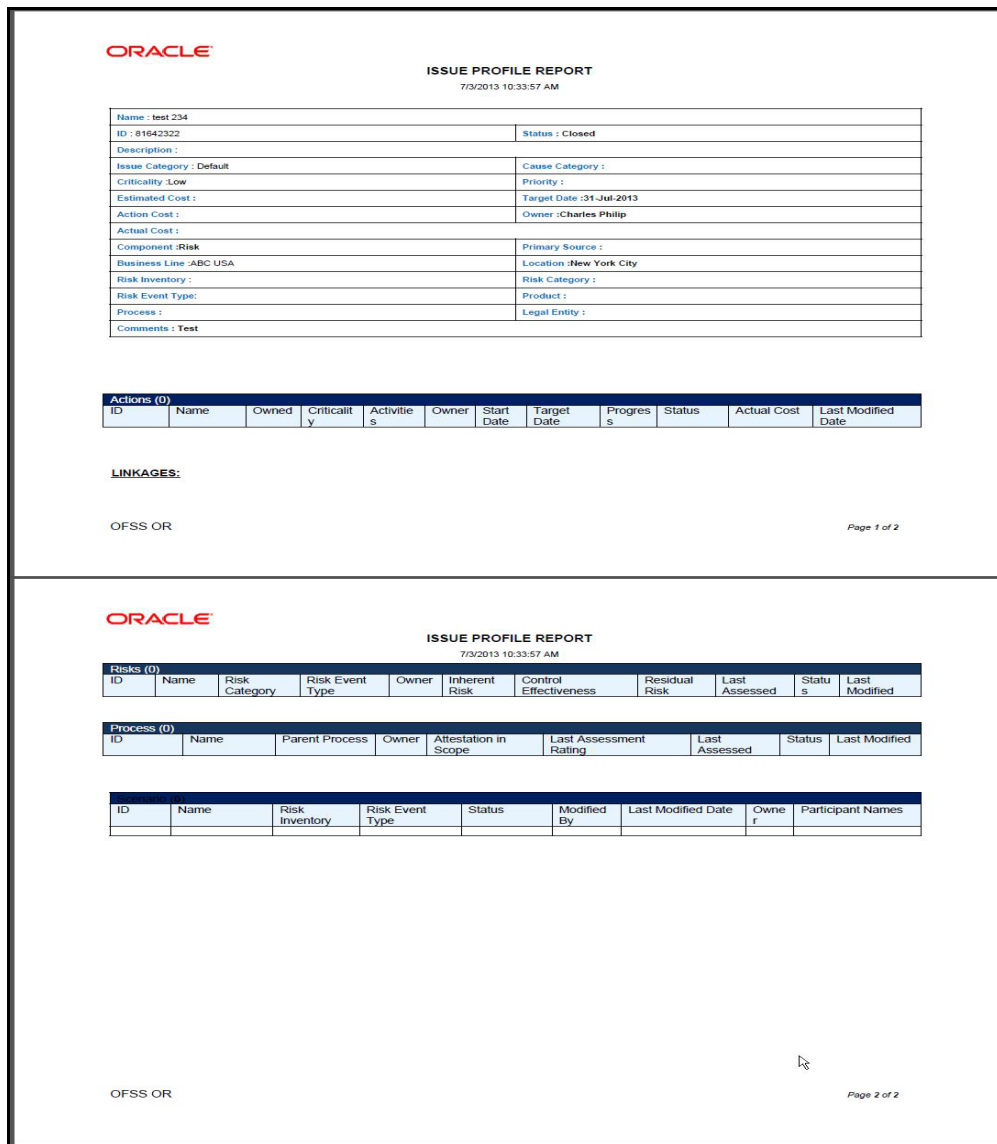 ORACLE
ISSUE PROFILE REPORT
7/3/2013 10:33:57 AM
Name : test 234
ID : 81642322 Status : Closed
Description :
Issue Category : Default Cause Category :
Criticality :Low Priority :
Estimated Cost : Target Date :31-Jul-2013
Action Cost : Owner :Charles Philip
Actual Cost :
Component :Risk Primary Source :
Business Line :ABC USA Location :New York City
Risk Inventory : Risk Category :
Risk Event Type: Product :
Process : Legal Entity :
Comments : Test
Actions (0)
ID Name Owned Criticalit Activitie Owner Start Target Progres Status Actual Cost Last Modified
y s Date Date s Date
LINKAGES:
OFSS OR Page 1 of 2
ORACLE
ISSUE PROFILE REPORT
7/3/2013 10:33:57 AM
Risks (0)
ID Name Risk Risk Event Owner Inherent Control Residual Last Statu Last
Category Type Risk Effectiveness Risk Assessed s Modified
Process (0)
ID Name Parent Process Owner Attestation in Last Assessment Last Status Last Modified
Scope Rating Assessed
Scenario (0)
ID Name Risk Risk Event Status Modified Last Modified Date Owne Participant Names
Inventory Type By r
OFSS OR Page 2 of 2